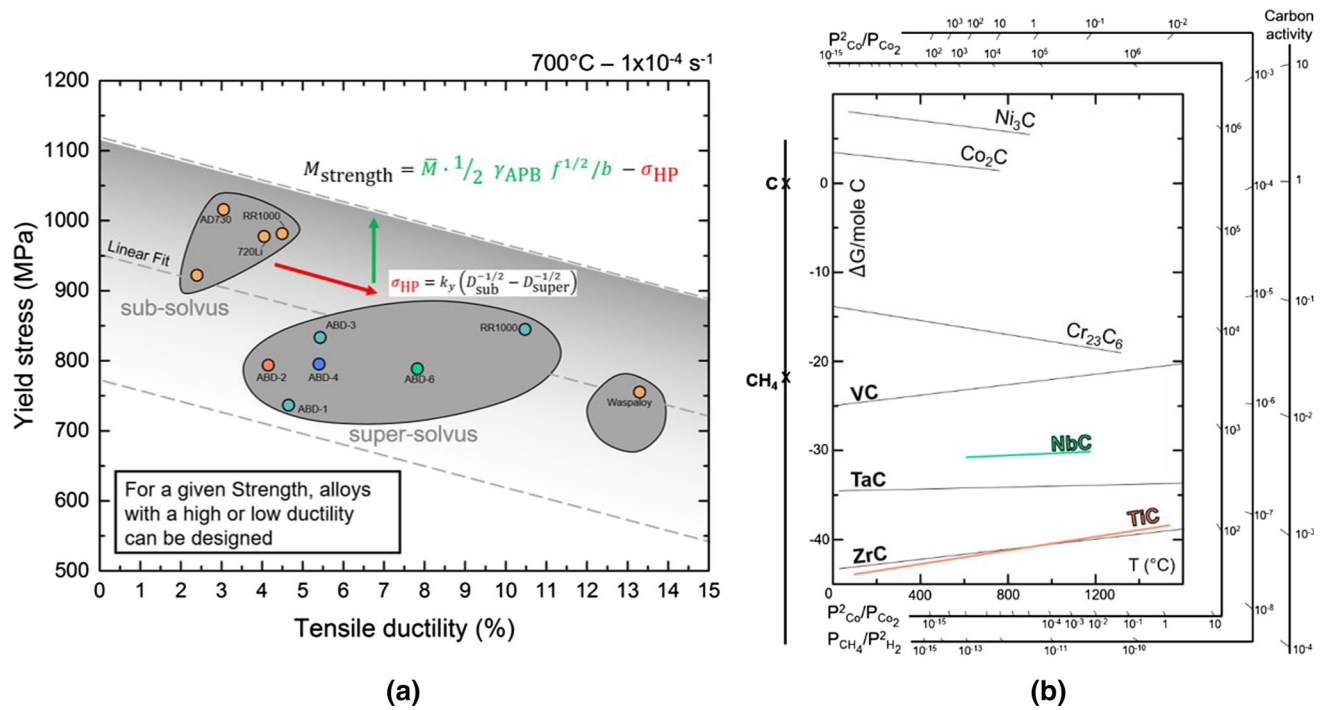 700°C – 1x10⁻⁴ s⁻¹
1200
1100
1000
900
800
700
600
500
Yield stress (MPa)
M_strength = M̄ · ½ γ_APB f^{1/2}/b − σ_HP
AD730
RR1000
720Li
Linear Fit
sub-solvus
σ_HP = k_y (D_sub^{-1/2} − D_super^{-1/2})
ABD-3
RR1000
ABD-2
ABD-4
ABD-6
ABD-1
Waspaloy
super-solvus
For a given Strength, alloys
with a high or low ductility
can be designed
0 1 2 3 4 5 6 7 8 9 10 11 12 13 14 15
Tensile ductility (%)
(a)
Carbon
activity
10³ 10² 10 1 10⁻¹ 10⁻²
P²Co/PCo₂
10⁻¹⁵ 10² 10³ 10⁴ 10⁵ 10⁶
10⁻³
10⁻⁴
10⁻⁵
10⁻⁶
10⁻⁷
10⁻⁸
10
1
10⁻¹
10⁻²
10⁻³
10⁻⁴
10⁶
10⁵
10⁴
10³
10²
C x
CH₄ x
0
-10
-20
-30
-40
ΔG/mole C
Ni₃C
Co₂C
Cr₂₃C₆
VC
NbC
TaC
TiC
ZrC
T (°C)
0 400 800 1200
P²Co/PCo₂
10⁻¹⁵ 10⁻⁴ 10⁻³ 10⁻² 10⁻¹ 1 10
PCH₄/P²H₂
10⁻¹⁵ 10⁻¹³ 10⁻¹¹ 10⁻¹⁰
(b)